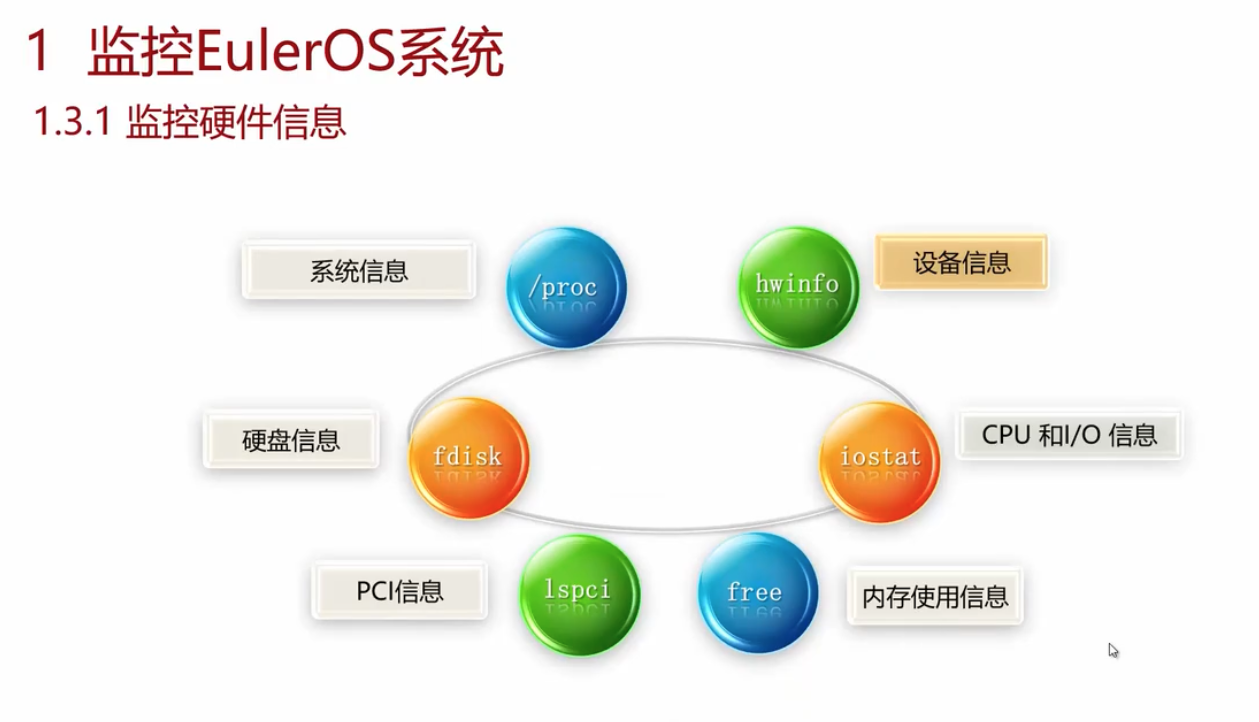 1 监控EulerOS系统
1.3.1 监控硬件信息
系统信息
/proc
hwinfo
设备信息
硬盘信息
fdisk
iostat
CPU 和I/O 信息
PCI信息
lspci
free
内存使用信息